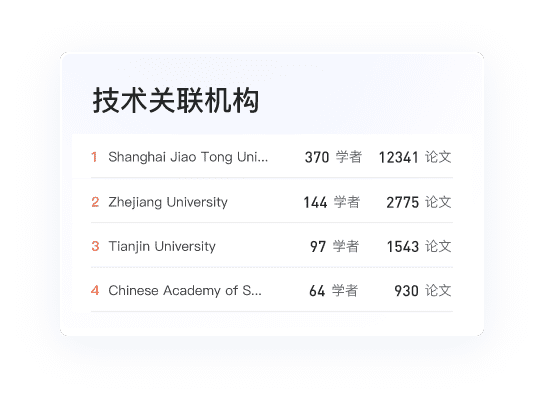 技术关联机构
1 Shanghai Jiao Tong Uni... 370 学者 12341 论文
2 Zhejiang University 144 学者 2775 论文
3 Tianjin University 97 学者 1543 论文
4 Chinese Academy of S... 64 学者 930 论文